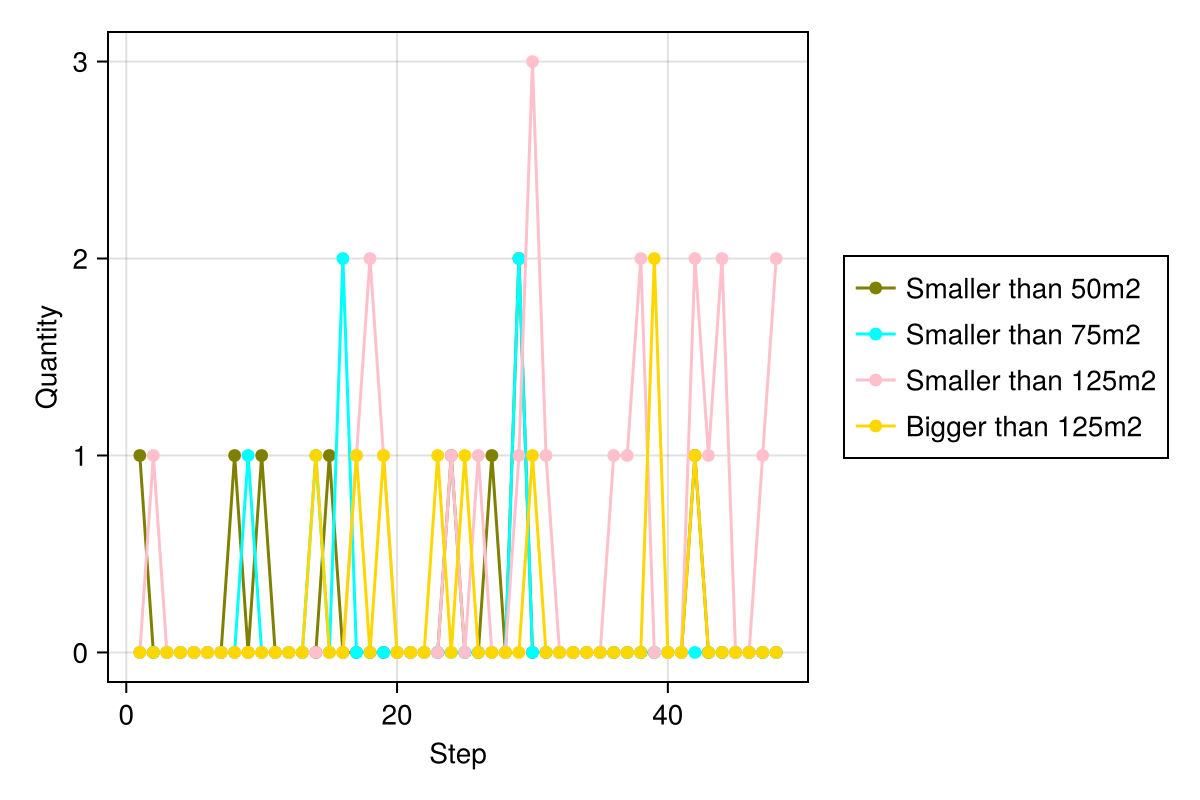 3
2
1
0
0
20
40
Quantity
Step
Smaller than 50m2
Smaller than 75m2
Smaller than 125m2
Bigger than 125m2